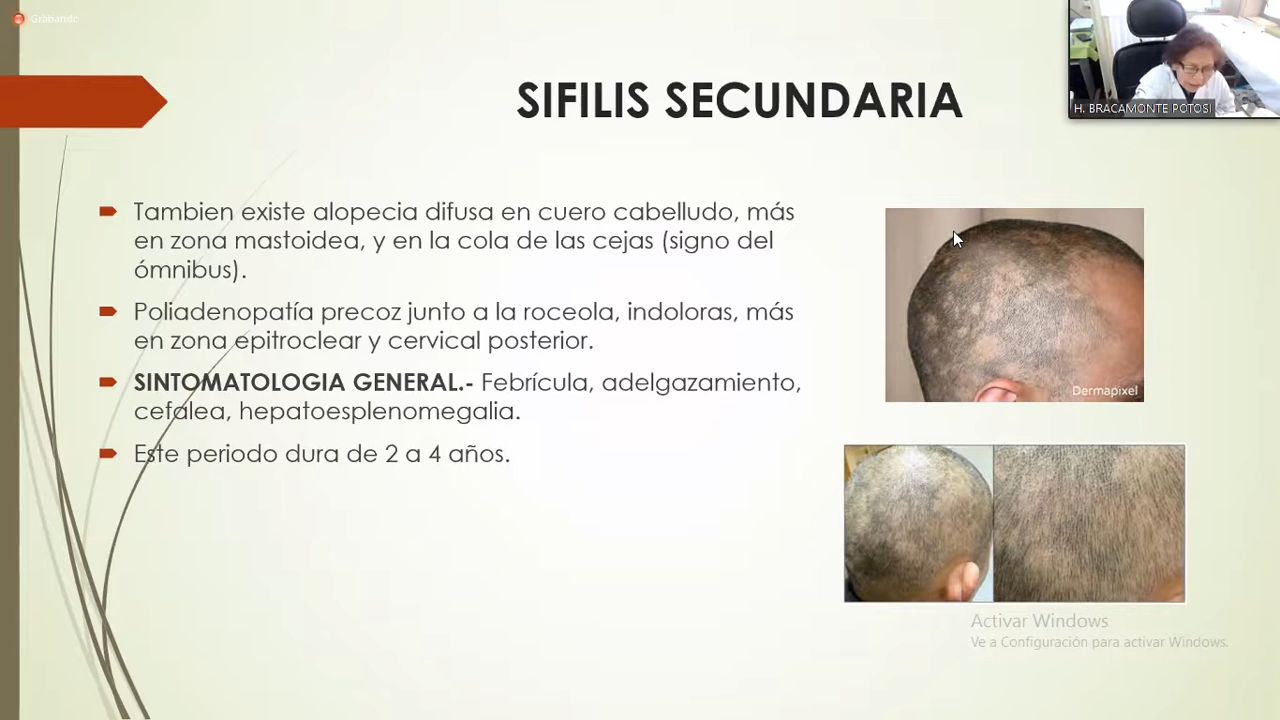 Grabando
H. BRACAMONTE POTOSI
SIFILIS SECUNDARIA
Tambien existe alopecia difusa en cuero cabelludo, más
en zona mastoidea, y en la cola de las cejas (signo del
ómnibus).
Poliadenopatía precoz junto a la roceola, indoloras, más
en zona epitroclear y cervical posterior.
SINTOMATOLOGIA GENERAL.- Febrícula, adelgazamiento,
cefalea, hepatoesplenomegalia.
Este periodo dura de 2 a 4 años.
Dermapixel
Activar Windows
Ve a Configuración para activar Windows.